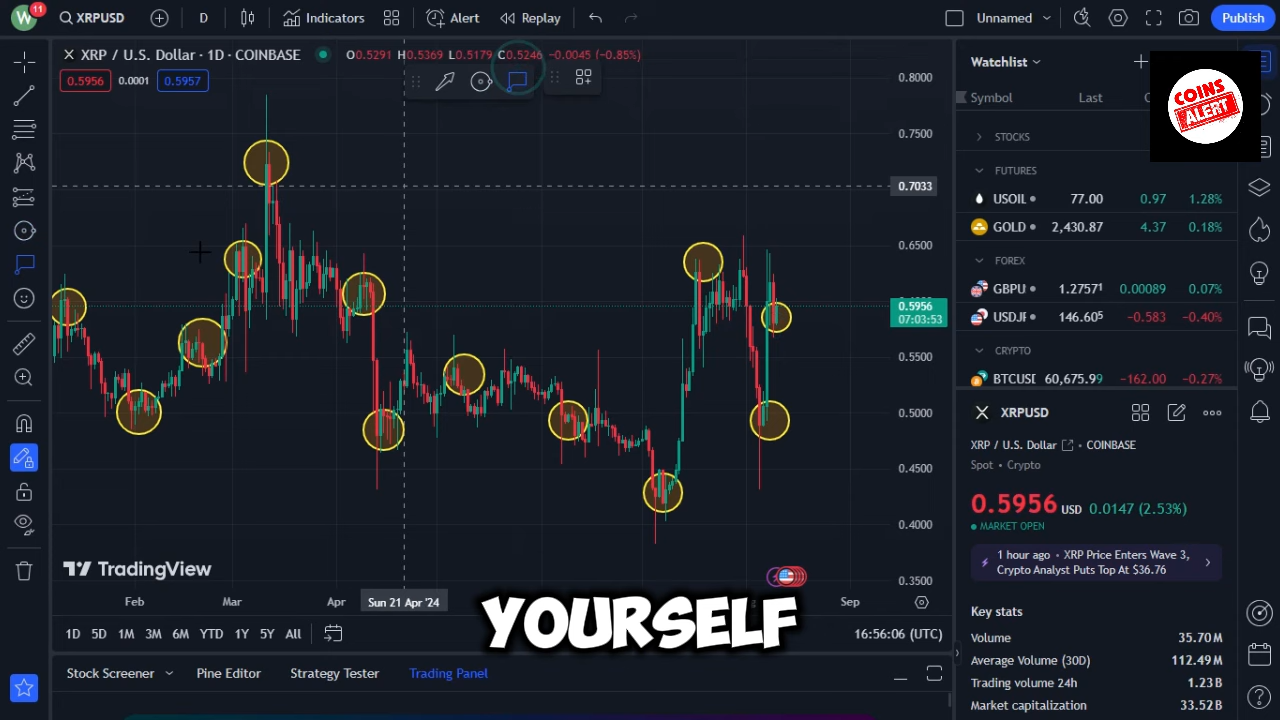 W 11 XRPUSD D Indicators Alert Replay Unnamed Publish
XRP / U.S. Dollar · 1D · COINBASE O0.5291 H0.5369 L0.5179 C0.5246 −0.0045 (−0.85%)
0.5956 0.0001 0.5957
0.8000
0.7500
0.7033
0.6500
0.5956
07:03:53
0.5500
0.5000
0.4500
0.4000
0.3500
TradingView
Feb Mar Apr Sun 21 Apr '24 Sep
YOURSELF
1D 5D 1M 3M 6M YTD 1Y 5Y All 16:56:06 (UTC)
Stock Screener Pine Editor Strategy Tester Trading Panel
Watchlist
COINS
ALERT
Symbol Last
STOCKS
FUTURES
USOIL 77.00 0.97 1.28%
GOLD 2,430.87 4.37 0.18%
FOREX
GBPU 1.2757¹ 0.00089 0.07%
USDJF 146.60⁵ −0.583 −0.40%
CRYPTO
BTCUSE 60,675.99 −162.00 −0.27%
XRPUSD
XRP / U.S. Dollar · COINBASE
Spot · Crypto
0.5956 USD 0.0147 (2.53%)
MARKET OPEN
1 hour ago · XRP Price Enters Wave 3,
Crypto Analyst Puts Top At $36.76
Key stats
Volume 35.70M
Average Volume (30D) 112.49M
Trading volume 24h 1.23B
Market capitalization 33.52B